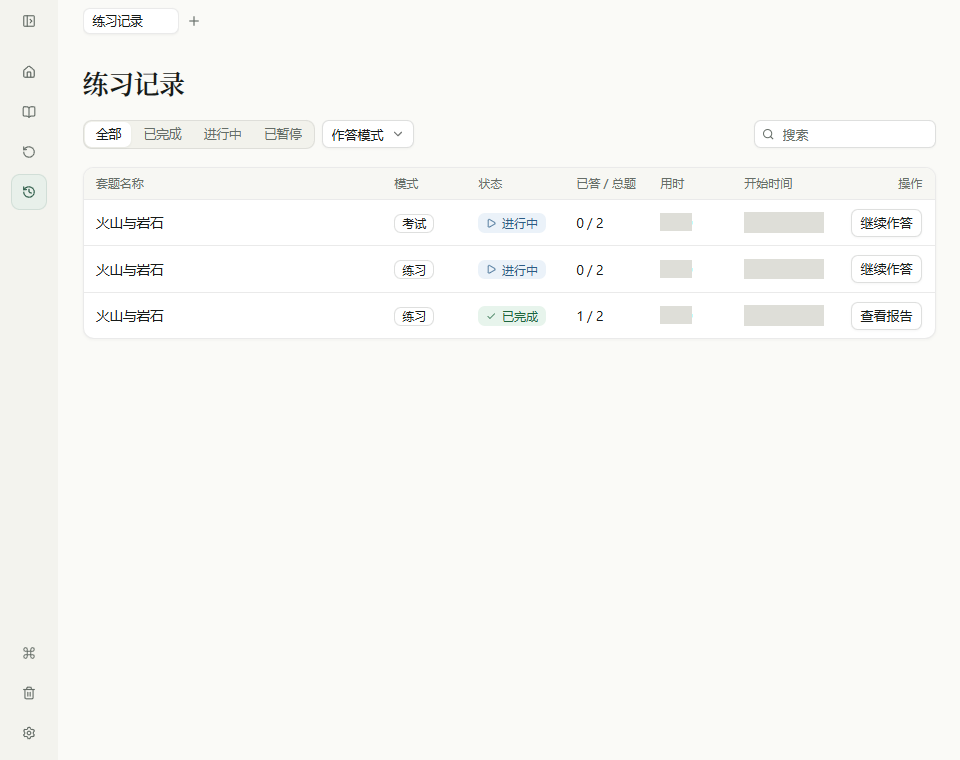 练习记录
练习记录
全部 已完成 进行中 已暂停 作答模式 搜索
套题名称 模式 状态 已答 / 总题 用时 开始时间 操作
火山与岩石 考试 进行中 0 / 2 继续作答
火山与岩石 练习 进行中 0 / 2 继续作答
火山与岩石 练习 已完成 1 / 2 查看报告